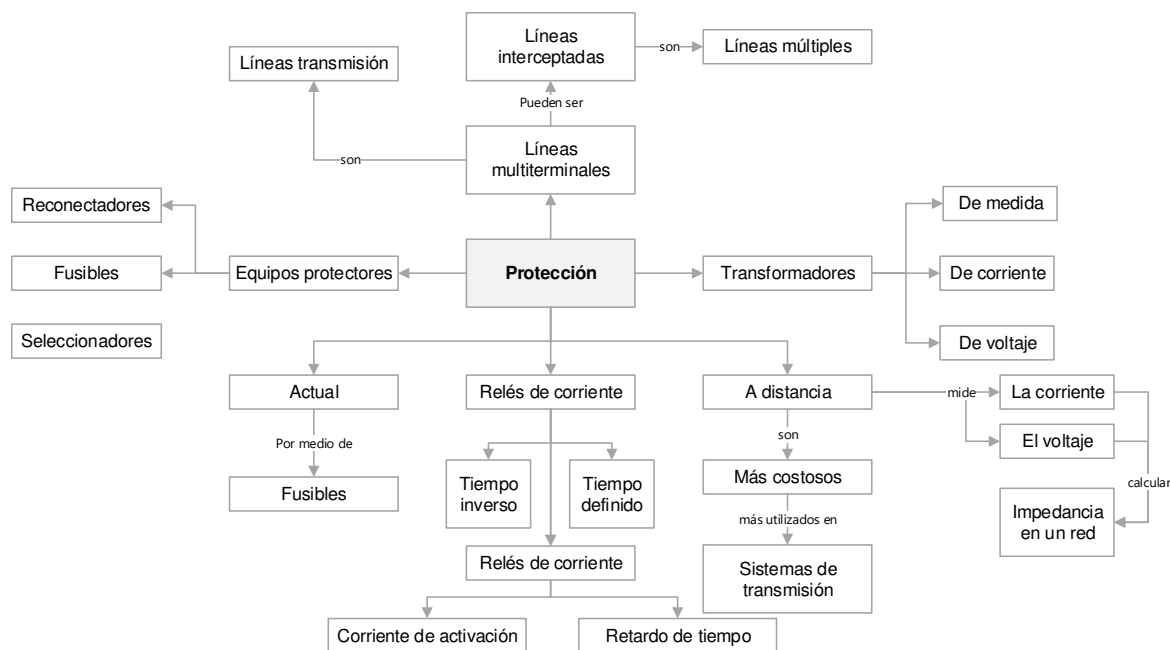 Líneas
interceptadas
son
Líneas múltiples
Líneas transmisión
Pueden ser
Líneas
multiterminales
son
Reconectadores
De medida
Fusibles
Equipos protectores
Protección
Transformadores
De corriente
Seleccionadores
De voltaje
Actual
Relés de corriente
A distancia
mide
La corriente
Por medio de
son
El voltaje
Fusibles
Tiempo
inverso
Tiempo
definido
Más costosos
calcular
más utilizados en
Impedancia
en un red
Relés de corriente
Sistemas de
transmisión
Corriente de activación
Retardo de tiempo